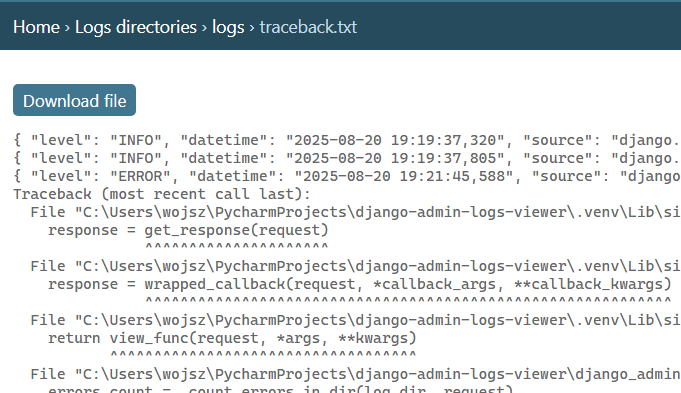 Home › Logs directories › logs › traceback.txt
Download file
{ "level": "INFO", "datetime": "2025-08-20 19:19:37,320", "source": "django.
{ "level": "INFO", "datetime": "2025-08-20 19:19:37,805", "source": "django.
{ "level": "ERROR", "datetime": "2025-08-20 19:21:45,588", "source": "django
Traceback (most recent call last):
  File "C:\Users\wojsz\PycharmProjects\django-admin-logs-viewer\.venv\Lib\si
    response = get_response(request)
               ^^^^^^^^^^^^^^^^^^^^^
  File "C:\Users\wojsz\PycharmProjects\django-admin-logs-viewer\.venv\Lib\si
    response = wrapped_callback(request, *callback_args, **callback_kwargs)
               ^^^^^^^^^^^^^^^^^^^^^^^^^^^^^^^^^^^^^^^^^^^^^^^^^^^^^^^^^^^^
  File "C:\Users\wojsz\PycharmProjects\django-admin-logs-viewer\.venv\Lib\si
    return view_func(request, *args, **kwargs)
           ^^^^^^^^^^^^^^^^^^^^^^^^^^^^^^^^^^^
  File "C:\Users\wojsz\PycharmProjects\django-admin-logs-viewer\django_admin
    errors_count = _count_errors_in_dir(log_dir, request)